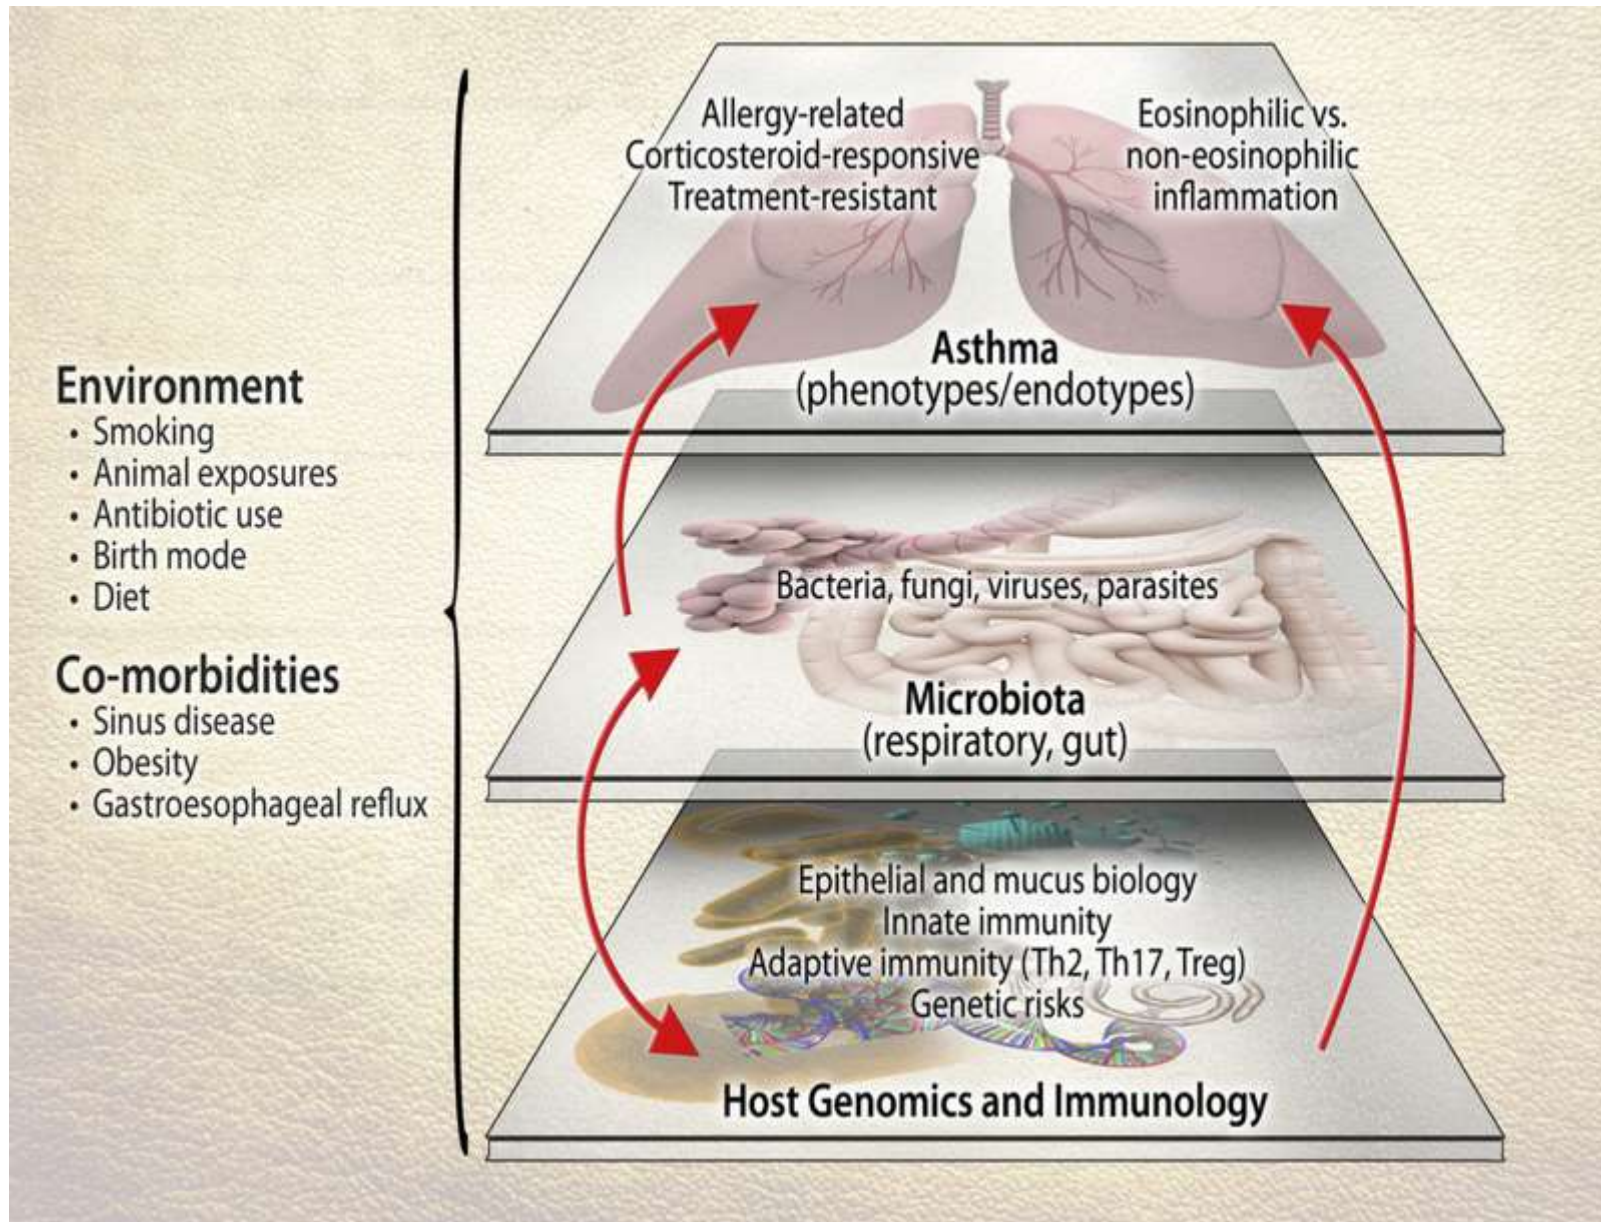 Environment
• Smoking
• Animal exposures
• Antibiotic use
• Birth mode
• Diet
Co-morbidities
• Sinus disease
• Obesity
• Gastroesophageal reflux
Allergy-related
Corticosteroid-responsive
Treatment-resistant
Eosinophilic vs.
non-eosinophilic
inflammation
Asthma
(phenotypes/endotypes)
Bacteria, fungi, viruses, parasites
Microbiota
(respiratory, gut)
Epithelial and mucus biology
Innate immunity
Adaptive immunity (Th2, Th17, Treg)
Genetic risks
Host Genomics and Immunology